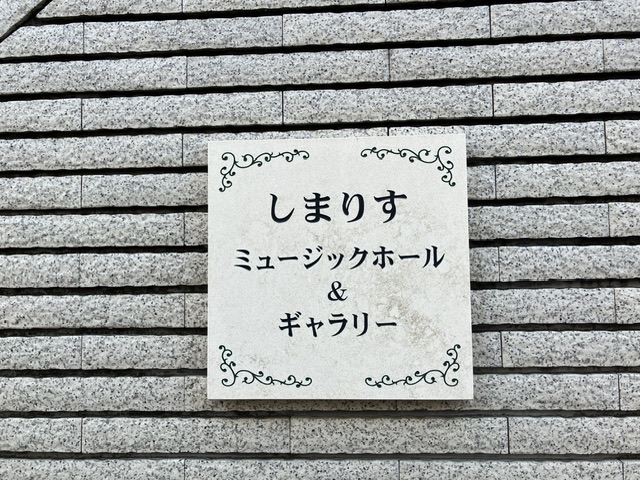 しまりす
ミュージックホール
&
ギャラリー